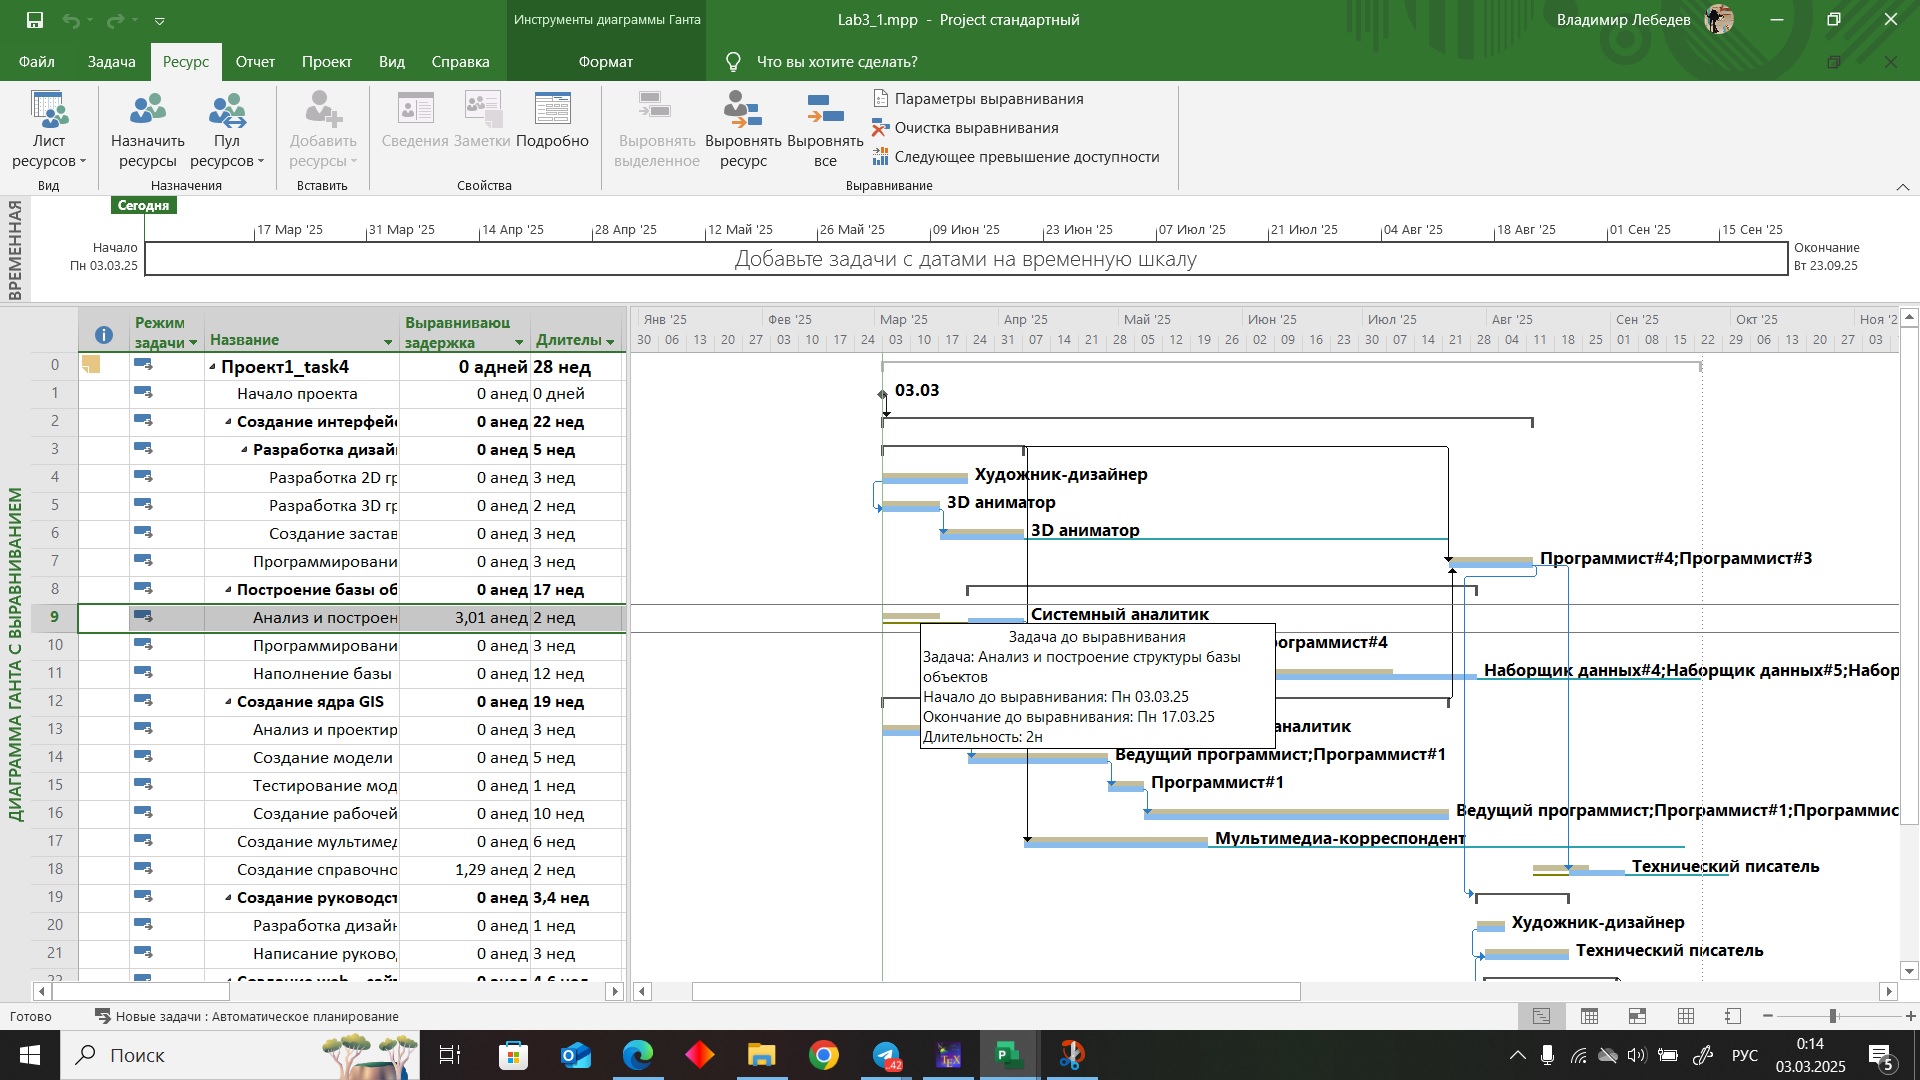 Инструменты диаграммы Ганта
Lab3_1.mpp - Project стандартный
Владимир Лебедев
Файл
Задача
Ресурс
Отчет
Проект
Вид
Справка
Формат
Что вы хотите сделать?
Лист ресурсов
Назначить ресурсы
Пул ресурсов
Добавить ресурсы
Сведения
Заметки
Подробно
Выровнять выделенное
Выровнять ресурс
Выровнять все
Параметры выравнивания
Очистка выравнивания
Следующее превышение доступности
Вид
Назначения
Вставить
Свойства
Выравнивание
ВРЕМЕННАЯ
Сегодня
17 Мар '25
31 Мар '25
14 Апр '25
28 Апр '25
12 Май '25
26 Май '25
09 Июн '25
23 Июн '25
07 Июл '25
21 Июл '25
04 Авг '25
18 Авг '25
01 Сен '25
15 Сен '25
Начало
Пн 03.03.25
Добавьте задачи с датами на временную шкалу
Окончание
Вт 23.09.25
ДИАГРАММА ГАНТА С ВЫРАВНИВАНИЕМ
Режим задачи
Название
Выравнивающ задержка
Длителы
Янв '25 Фев '25 Мар '25 Апр '25 Май '25 Июн '25 Июл '25 Авг '25 Сен '25 Окт '25 Ноя '2
30 06 13 20 27 03 10 17 24 03 10 17 24 31 07 14 21 28 05 12 19 26 02 09 16 23 30 07 14 21 28 04 11 18 25 01 08 15 22 29 06 13 20 27 03
0 Проект1_task4 0 адней 28 нед
1 Начало проекта 0 анед 0 дней 03.03
2 Создание интерфей 0 анед 22 нед
3 Разработка дизай 0 анед 5 нед
4 Разработка 2D гр 0 анед 3 нед Художник-дизайнер
5 Разработка 3D гр 0 анед 2 нед 3D аниматор
6 Создание застав 0 анед 3 нед 3D аниматор
7 Программировани 0 анед 3 нед Программист#4;Программист#3
8 Построение базы об 0 анед 17 нед
9 Анализ и построен 3,01 анед 2 нед Системный аналитик
10 Программировани 0 анед 3 нед рограммист#4
11 Наполнение базы 0 анед 12 нед Наборщик данных#4;Наборщик данных#5;Набор
12 Создание ядра GIS 0 анед 19 нед
13 Анализ и проектир 0 анед 3 нед аналитик
14 Создание модели 0 анед 5 нед Ведущий программист;Программист#1
15 Тестирование мод 0 анед 1 нед Программист#1
16 Создание рабочей 0 анед 10 нед Ведущий программист;Программист#1;Программис
17 Создание мультимед 0 анед 6 нед Мультимедиа-корреспондент
18 Создание справочно 1,29 анед 2 нед Технический писатель
19 Создание руководст 0 анед 3,4 нед
20 Разработка дизайн 0 анед 1 нед Художник-дизайнер
21 Написание руково 0 анед 3 нед Технический писатель
22 Создание web - сай 0 анед 4,6 нед
Задача до выравнивания
Задача: Анализ и построение структуры базы
объектов
Начало до выравнивания: Пн 03.03.25
Окончание до выравнивания: Пн 17.03.25
Длительность: 2н
Готово
Новые задачи : Автоматическое планирование
Поиск
42
РУС
0:14
03.03.2025
5